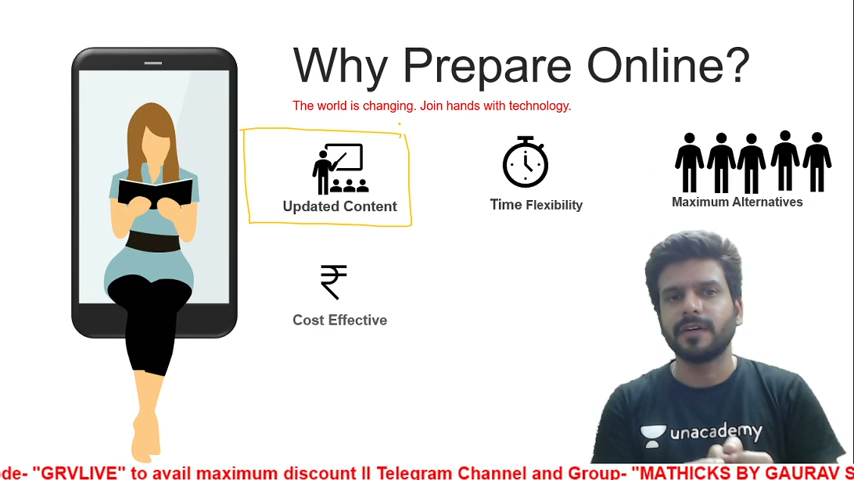 Why Prepare Online?
The world is changing. Join hands with technology.
Updated Content
Time Flexibility
Maximum Alternatives
₹
Cost Effective
unacademy
ode- "GRVLIVE" to avail maximum discount II Telegram Channel and Group- "MATHICKS BY GAURAV S